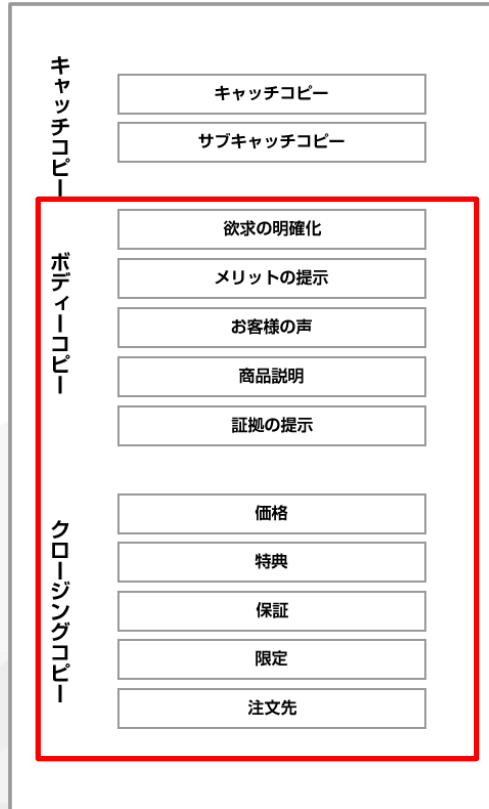 キャッチコピー
キャッチコピー
サブキャッチコピー
ボディーコピー
欲求の明確化
メリットの提示
お客様の声
商品説明
証拠の提示
クロージングコピー
価格
特典
保証
限定
注文先